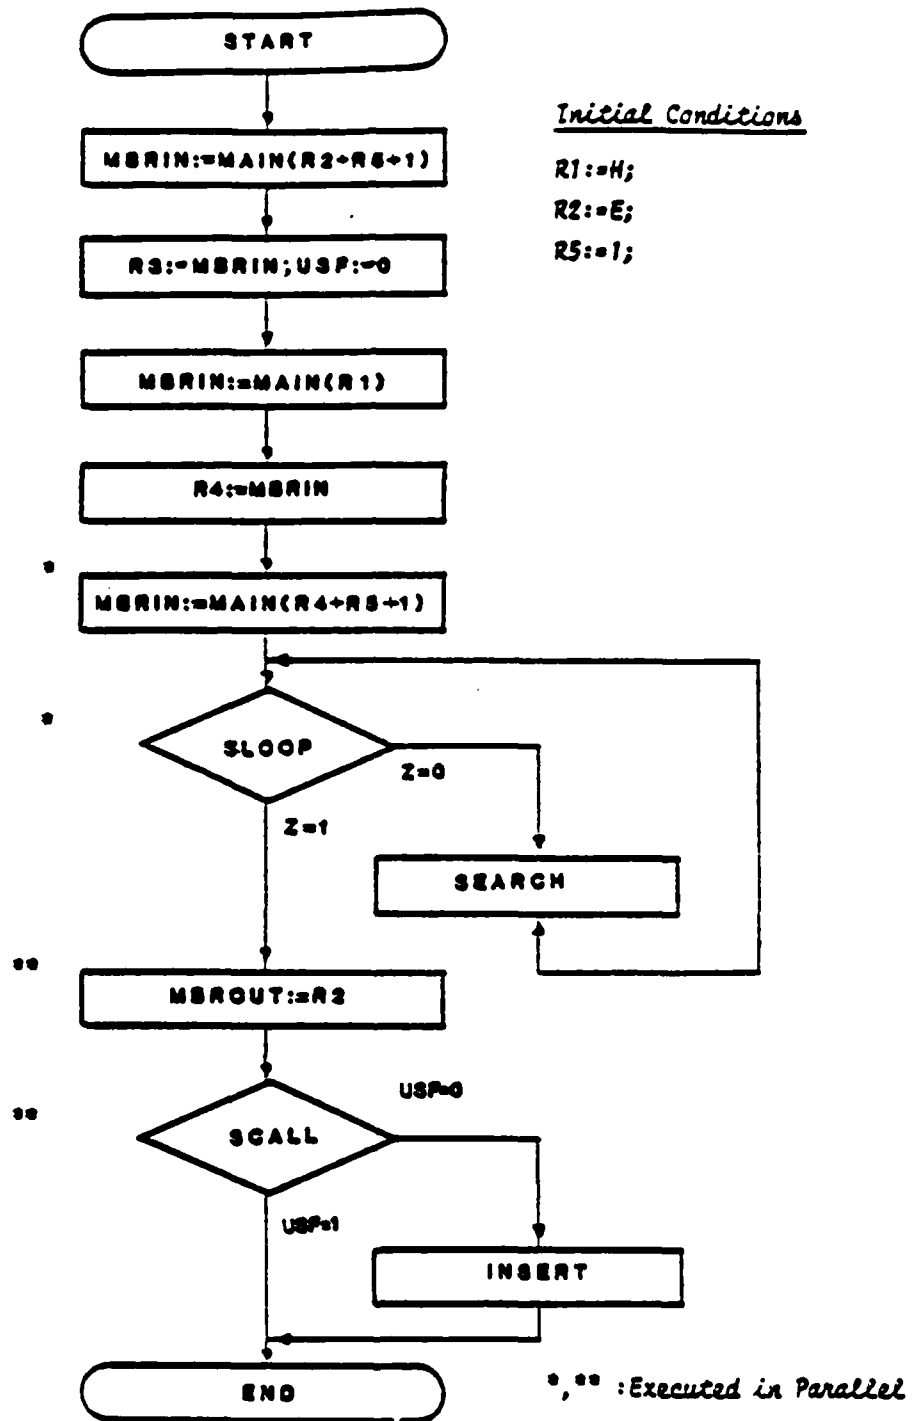 START
Initial Conditions
MBRIN:=MAIN(R2+R5+1)
R1:=H;
R2:=E;
R3:=MBRIN;USF:=0
R5:=1;
MBRIN:=MAIN(R1)
R4:=MBRIN
*
MBRIN:=MAIN(R4+R5+1)
*
SLOOP
Z=0
Z=1
SEARCH
**
MBROUT:=R2
USF=0
**
SCALL
USF=1
INSERT
END
*,** :Executed in Parallel